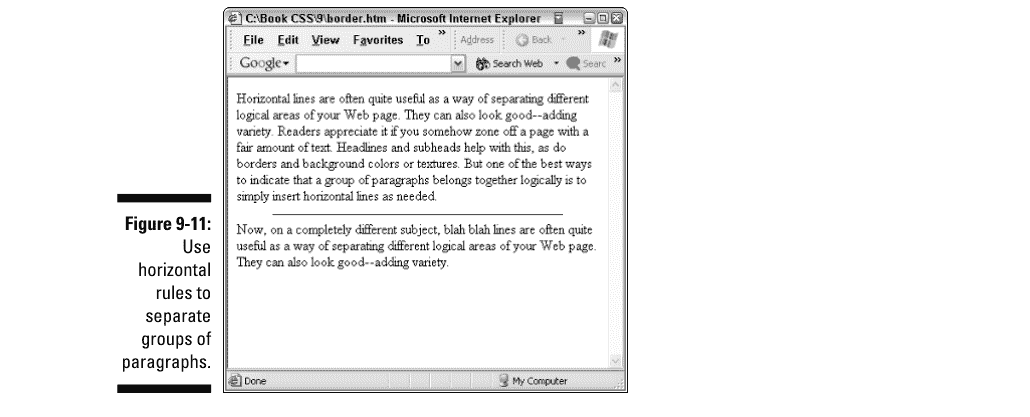 C:\Book CSS\9\border.htm - Microsoft Internet Explorer
File Edit View Favorites To » Address Back »
Google Search Web Searc »
Horizontal lines are often quite useful as a way of separating different
logical areas of your Web page. They can also look good--adding
variety. Readers appreciate it if you somehow zone off a page with a
fair amount of text. Headlines and subheads help with this, as do
borders and background colors or textures. But one of the best ways
to indicate that a group of paragraphs belongs together logically is to
simply insert horizontal lines as needed.
Now, on a completely different subject, blah blah lines are often quite
useful as a way of separating different logical areas of your Web page.
They can also look good--adding variety.
Done My Computer
Figure 9-11:
Use
horizontal
rules to
separate
groups of
paragraphs.